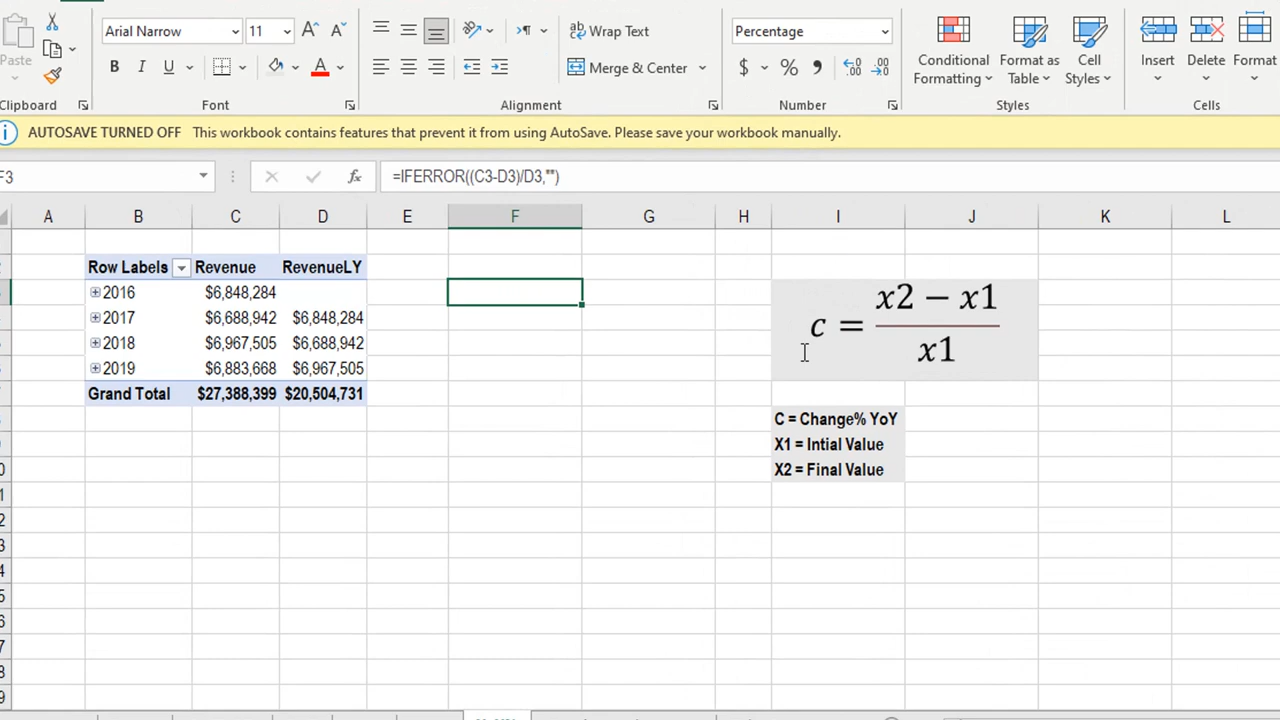 Arial Narrow 11 A A ab Wrap Text Percentage
Paste B I U A Merge & Center $ % , Conditional Formatting Format as Table Cell Styles Insert Delete Format
Clipboard Font Alignment Number Styles Cells
AUTOSAVE TURNED OFF This workbook contains features that prevent it from using AutoSave. Please save your workbook manually.
F3 fx =IFERROR((C3-D3)/D3,"")
A B C D E F G H I J K L
Row Labels Revenue RevenueLY
2016 $6,848,284
2017 $6,688,942 $6,848,284
2018 $6,967,505 $6,688,942
2019 $6,883,668 $6,967,505
Grand Total $27,388,399 $20,504,731
c = x2 − x1
x1
C = Change% YoY
X1 = Intial Value
X2 = Final Value